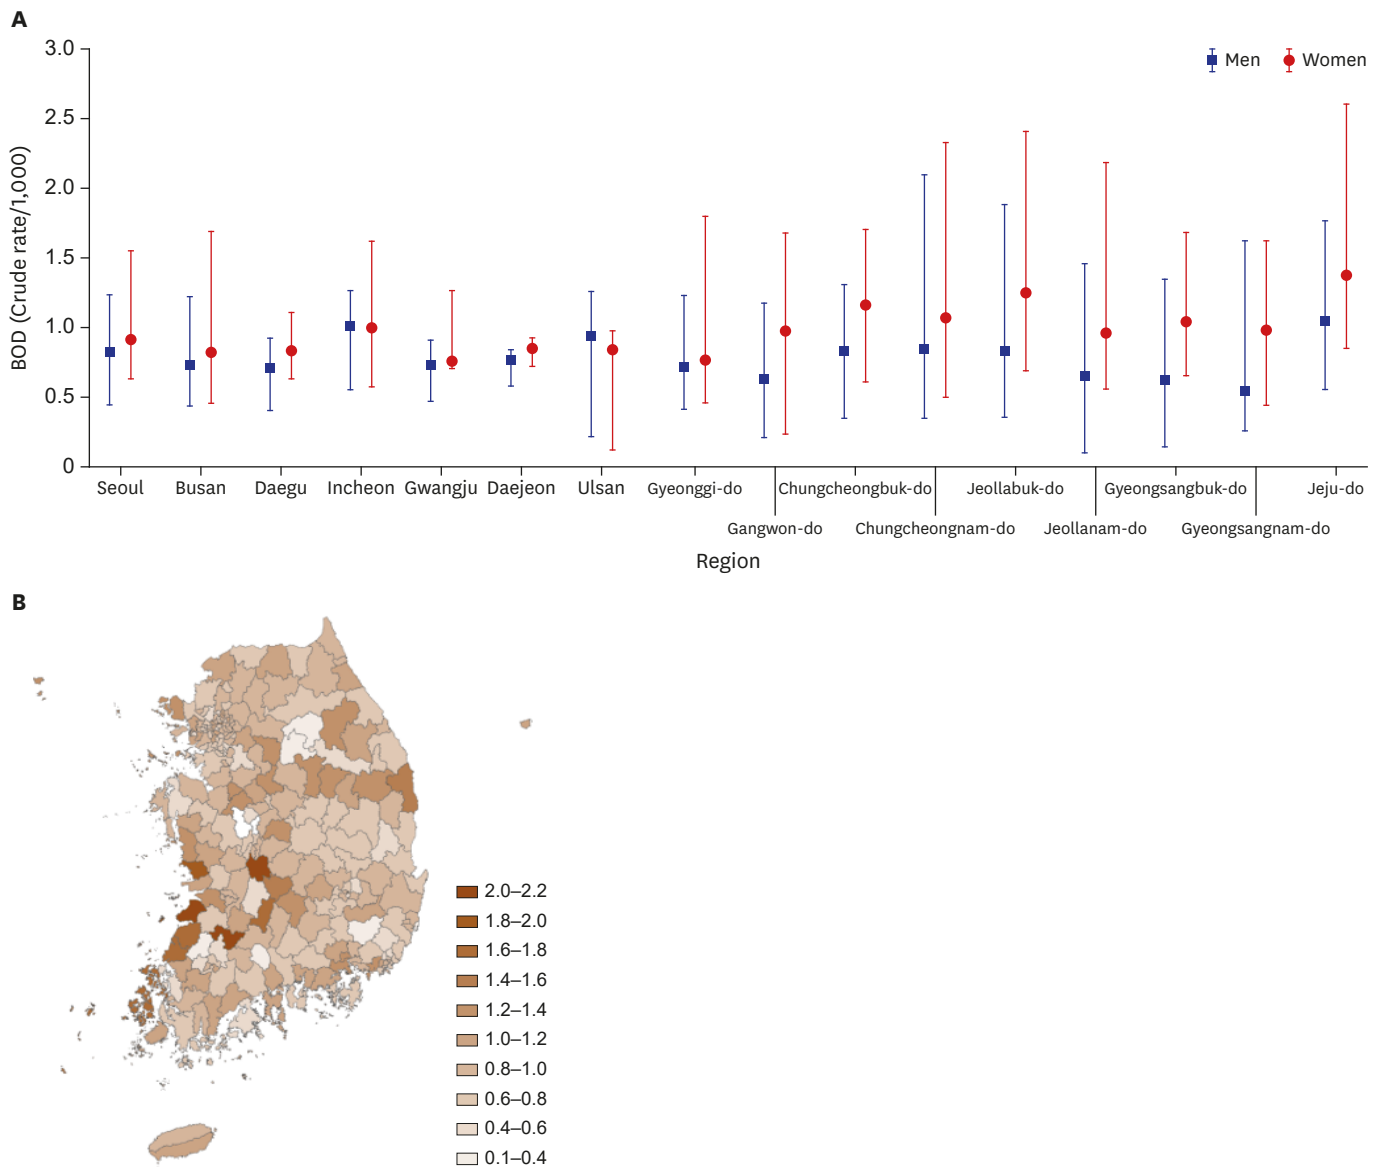 A
3.0
2.5
2.0
1.5
1.0
0.5
0
BOD (Crude rate/1,000)
Men Women
Seoul Busan Daegu Incheon Gwangju Daejeon Ulsan Gyeonggi-do Chungcheongbuk-do Jeollabuk-do Gyeongsangbuk-do Jeju-do
Gangwon-do Chungcheongnam-do Jeollanam-do Gyeongsangnam-do
Region
B
2.0–2.2
1.8–2.0
1.6–1.8
1.4–1.6
1.2–1.4
1.0–1.2
0.8–1.0
0.6–0.8
0.4–0.6
0.1–0.4